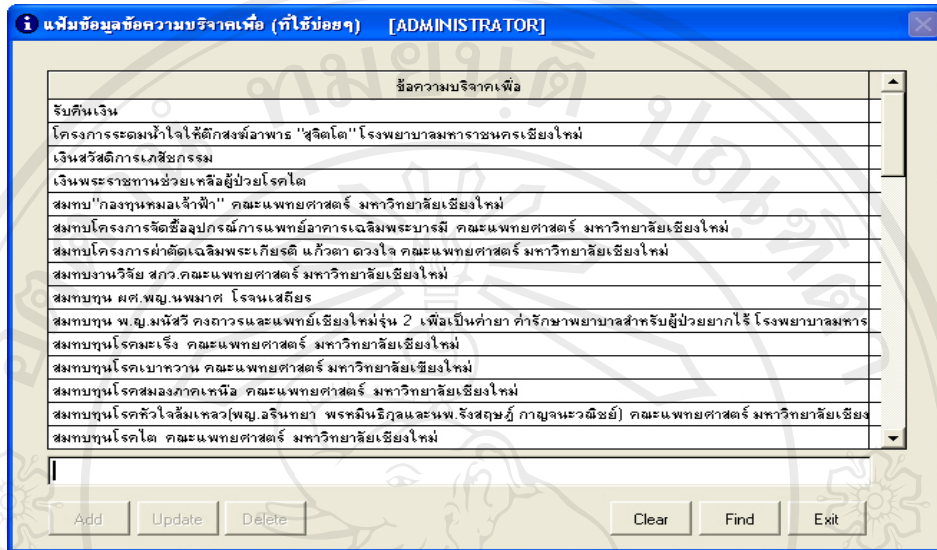 แฟ้มข้อมูลข้อความบริจาคเพื่อ (ที่ใช้บ่อยๆ) [ADMINISTRATOR]
ข้อความบริจาคเพื่อ
รับคืนเงิน
โครงการระดมน้ำใจให้ตึกสงฆ์อาพาธ "สุจิตโต" โรงพยาบาลมหาราชนครเชียงใหม่
เงินสวัสดิการเภสัชกรรม
เงินพระราชทานช่วยเหลือผู้ป่วยโรคไต
สมทบ"กองทุนหมอเจ้าฟ้า" คณะแพทยศาสตร์ มหาวิทยาลัยเชียงใหม่
สมทบโครงการจัดซื้ออุปกรณ์การแพทย์อาคารเฉลิมพระบารมี คณะแพทยศาสตร์ มหาวิทยาลัยเชียงใหม่
สมทบโครงการผ่าตัดเฉลิมพระเกียรติ แก้วตา ดวงใจ คณะแพทยศาสตร์ มหาวิทยาลัยเชียงใหม่
สมทบงานวิจัย สกว.คณะแพทยศาสตร์ มหาวิทยาลัยเชียงใหม่
สมทบทุน ผศ.พญ.นพมาศ โรจนเสถียร
สมทบทุน พ.ญ.มนัสวี คงถาวรและแพทย์เชียงใหม่รุ่น 2 เพื่อเป็นค่ายา ค่ารักษาพยาบาลสำหรับผู้ป่วยยากไร้ โรงพยาบาลมหาร
สมทบทุนโรคมะเร็ง คณะแพทยศาสตร์ มหาวิทยาลัยเชียงใหม่
สมทบทุนโรคเบาหวาน คณะแพทยศาสตร์ มหาวิทยาลัยเชียงใหม่
สมทบทุนโรคสมองภาคเหนือ คณะแพทยศาสตร์ มหาวิทยาลัยเชียงใหม่
สมทบทุนโรคหัวใจล้มเหลว(พญ.อรินทยา พรหมินธิกุลและนพ.รังสฤษฎ์ กาญจนะวณิชย์) คณะแพทยศาสตร์ มหาวิทยาลัยเชียง
สมทบทุนโรคไต คณะแพทยศาสตร์ มหาวิทยาลัยเชียงใหม่
Add Update Delete Clear Find Exit